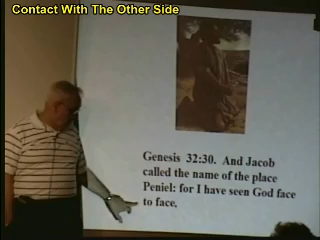 Contact With The Other Side
Genesis 32:30. And Jacob
called the name of the place
Peniel: for I have seen God face
to face.